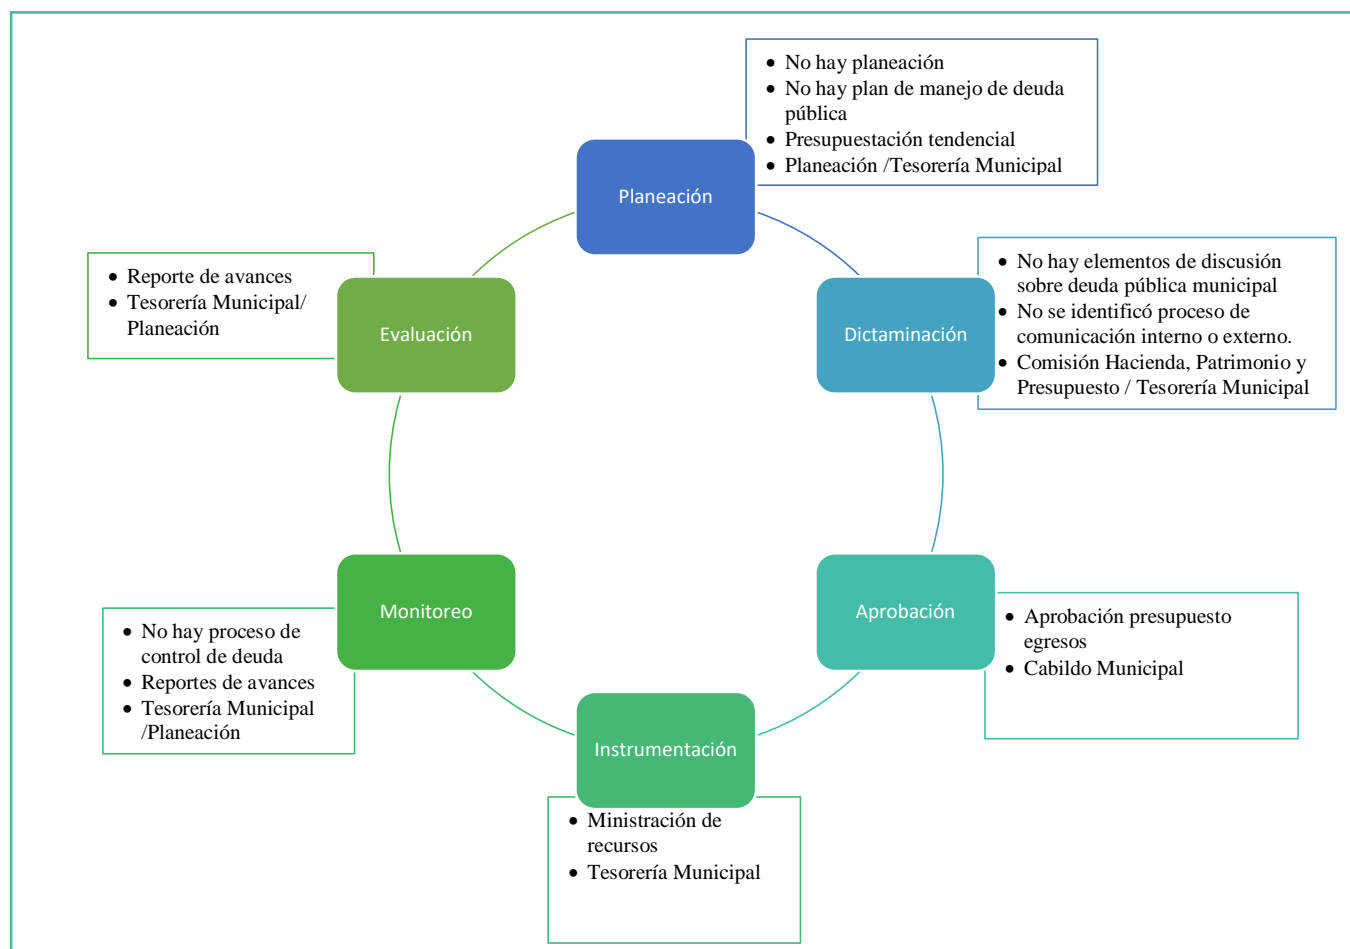 Planeación
• No hay planeación
• No hay plan de manejo de deuda
pública
• Presupuestación tendencial
• Planeación /Tesorería Municipal
Dictaminación
• No hay elementos de discusión
sobre deuda pública municipal
• No se identificó proceso de
comunicación interno o externo.
• Comisión Hacienda, Patrimonio y
Presupuesto / Tesorería Municipal
Aprobación
• Aprobación presupuesto
egresos
• Cabildo Municipal
Instrumentación
• Ministración de
recursos
• Tesorería Municipal
Monitoreo
• No hay proceso de
control de deuda
• Reportes de avances
• Tesorería Municipal
/Planeación
Evaluación
• Reporte de avances
• Tesorería Municipal/
Planeación